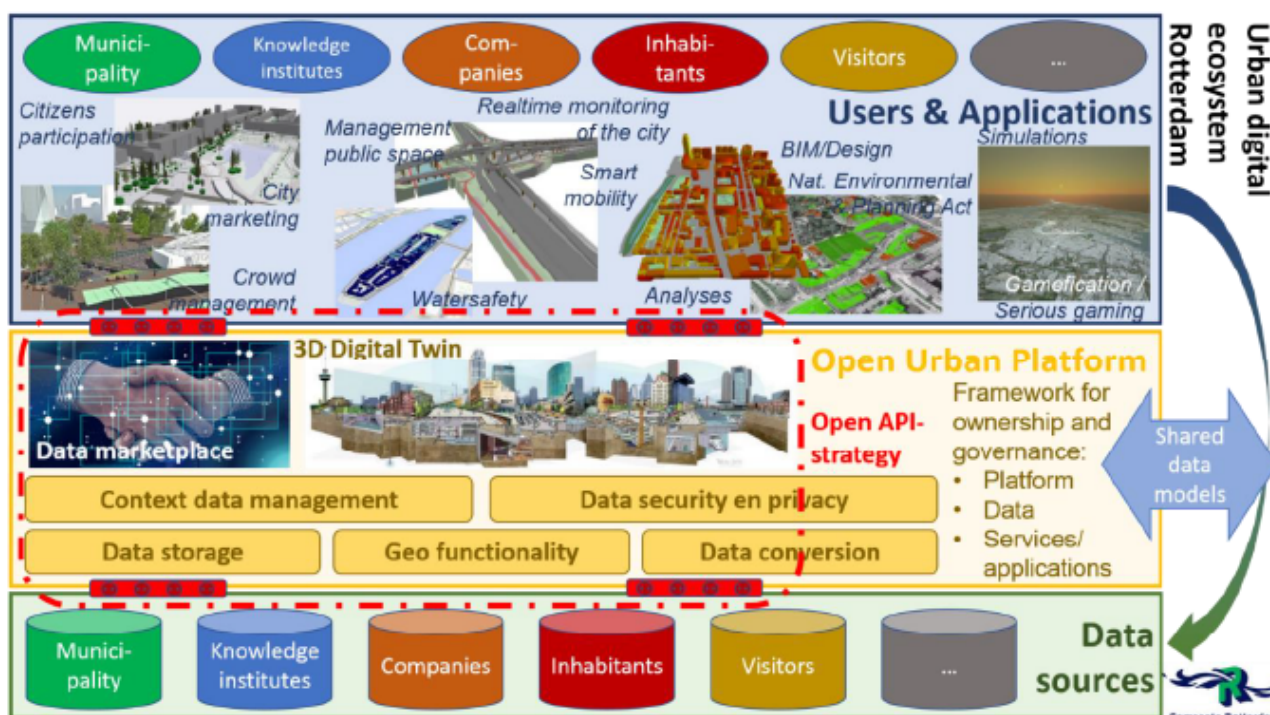 Urban digital
ecosystem
Rotterdam
Munici-
pality
Knowledge
institutes
Com-
panies
Inhabi-
tants
Visitors
...
Users & Applications
Citizens
participation
City
marketing
Crowd
management
Management
public space
Realtime monitoring
of the city
Smart
mobility
Watersafety
Analyses
BIM/Design
Nat. Environmental
& Planning Act
Simulations
Gamefication /
Serious gaming
3D Digital Twin
Data marketplace
Open Urban Platform
Open API-
strategy
Framework for
ownership and
governance:
• Platform
• Data
• Services/
applications
Shared
data
models
Context data management
Data security en privacy
Data storage
Geo functionality
Data conversion
Munici-
pality
Knowledge
institutes
Companies
Inhabitants
Visitors
...
Data
sources